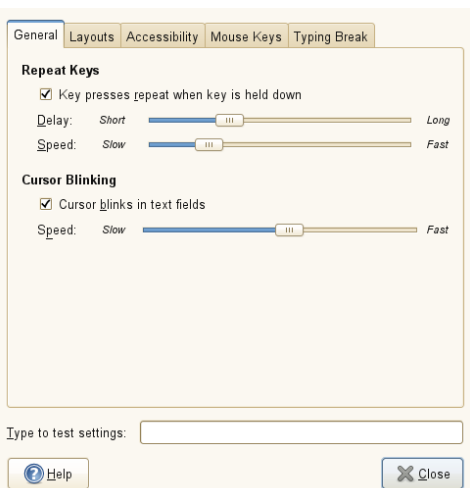 General Layouts Accessibility Mouse Keys Typing Break
Repeat Keys
Key presses repeat when key is held down
Delay: Short Long
Speed: Slow Fast
Cursor Blinking
Cursor blinks in text fields
Speed: Slow Fast
Type to test settings:
Help Close